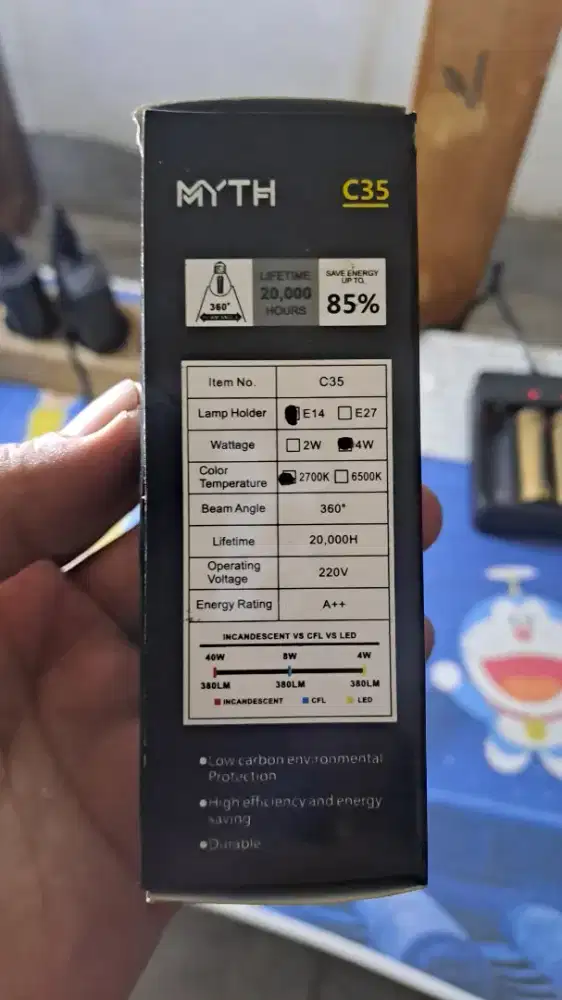 MYTH C35
360°
LIFETIME
20,000
HOURS
SAVE ENERGY
UP TO
85%
Item No. C35
Lamp Holder E14 E27
Wattage 2W 4W
Color
Temperature 2700K 6500K
Beam Angle 360°
Lifetime 20,000H
Operating
Voltage 220V
Energy Rating A++
INCANDESCENT VS CFL VS LED
40W 8W 4W
380LM 380LM 380LM
INCANDESCENT CFL LED
●Low carbon environmental
Protection
●High efficiency and energy
saving
●Durable